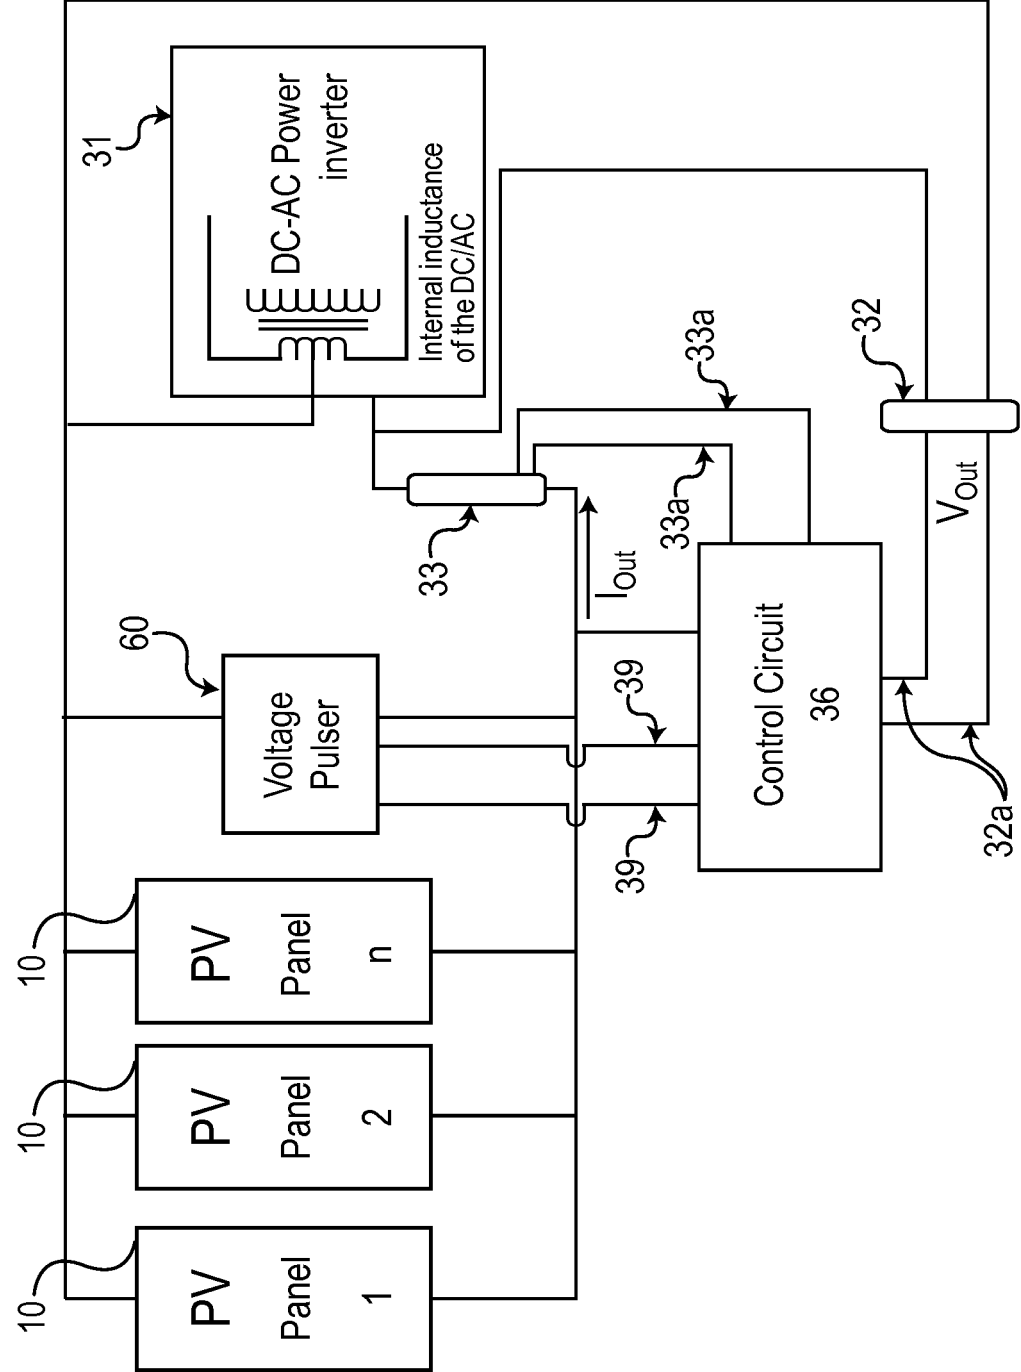 10
10
10
PV
Panel
1
PV
Panel
2
PV
Panel
n
60
Voltage
Pulser
31
DC-AC Power
inverter
Internal inductance
of the DC/AC
33
33a
33a
IOut
39
39
Control Circuit
36
32
VOut
32a